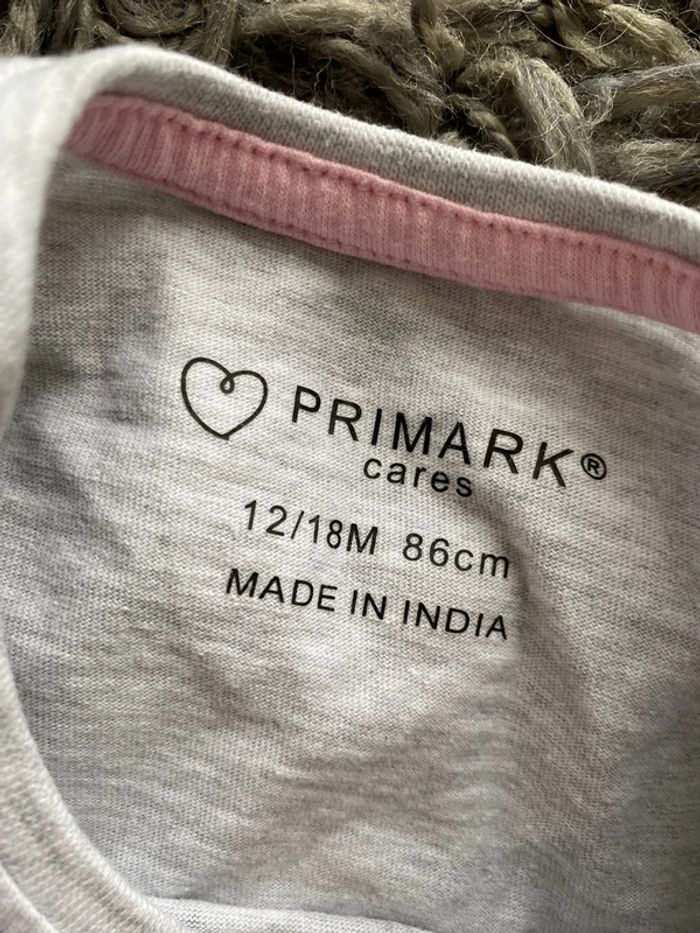 PRIMARK®
cares
12/18M 86cm
MADE IN INDIA